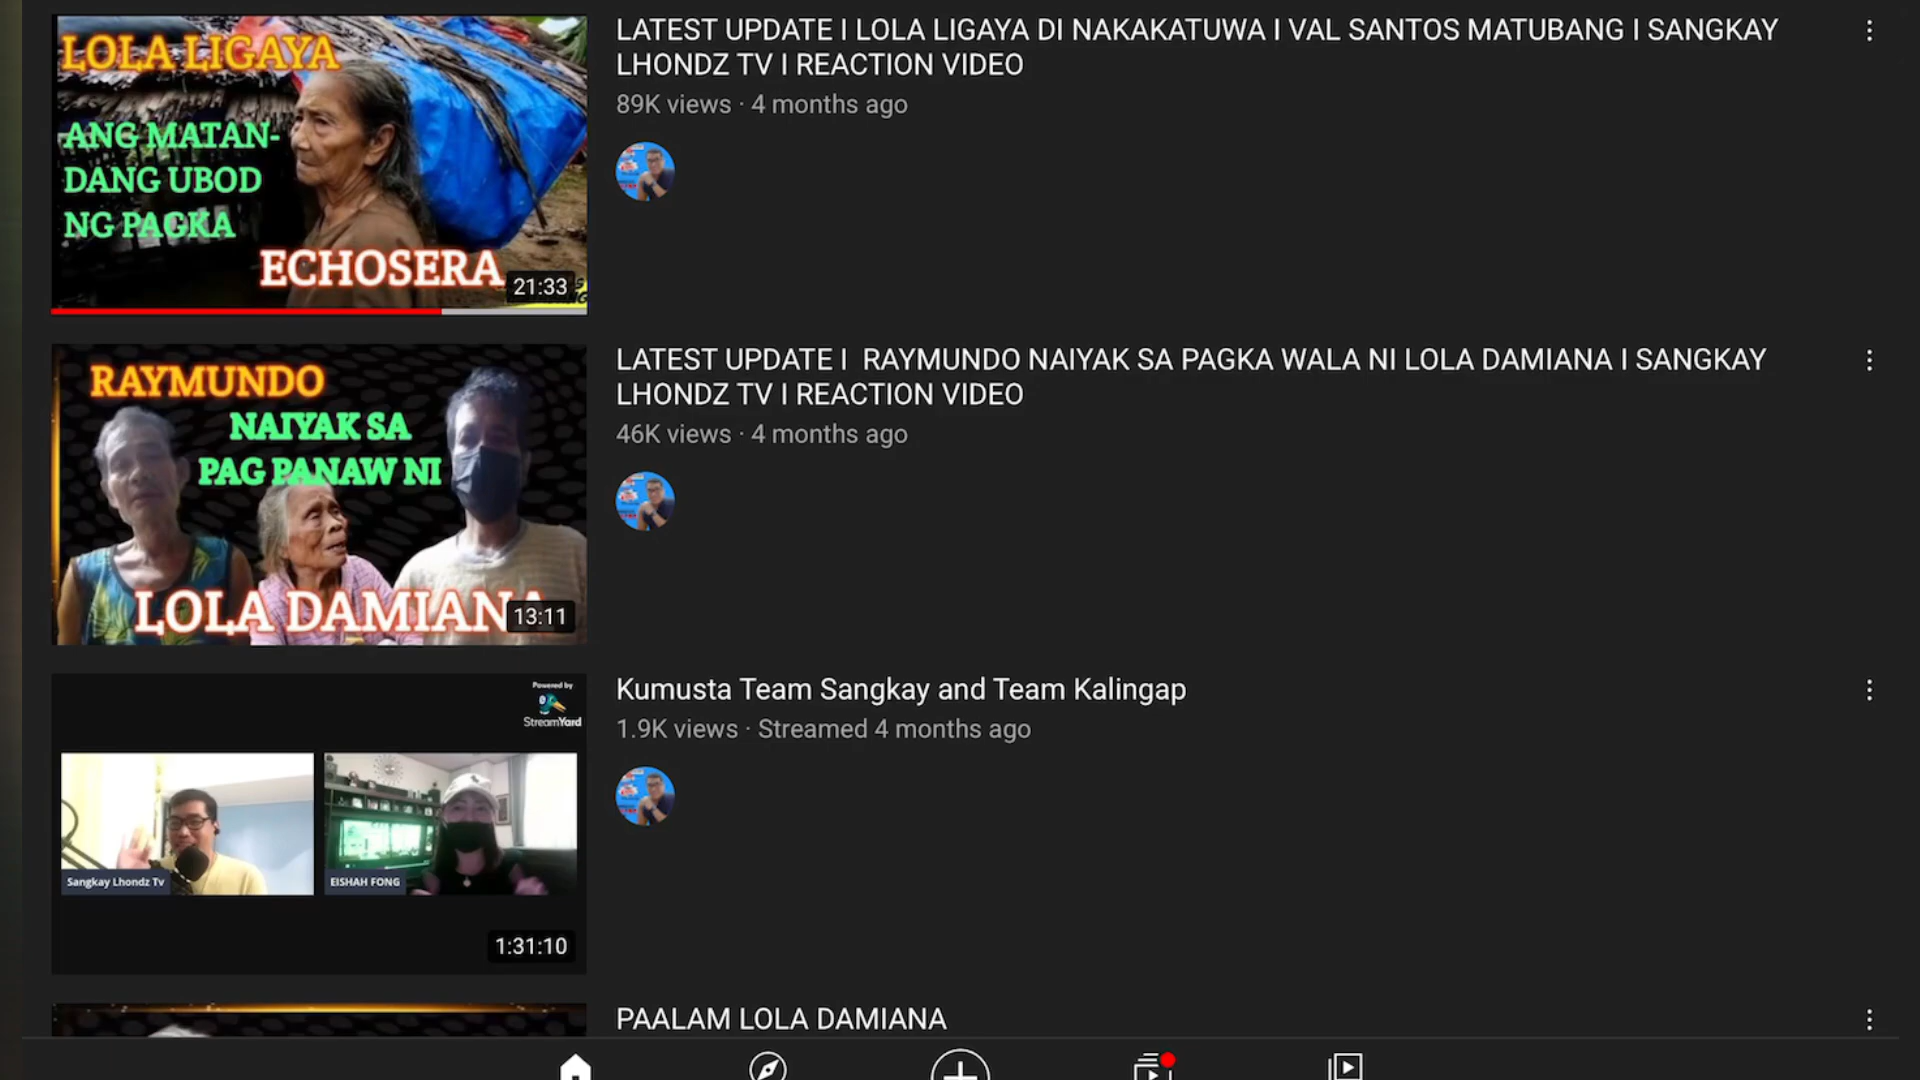 LOLA LIGAYA
ANG MATAN-
DANG UBOD
NG PAGKA
ECHOSERA
21:33
LATEST UPDATE I LOLA LIGAYA DI NAKAKATUWA I VAL SANTOS MATUBANG I SANGKAY
LHONDZ TV I REACTION VIDEO
89K views · 4 months ago
RAYMUNDO
NAIYAK SA
PAG PANAW NI
LOLA DAMIANA
13:11
LATEST UPDATE I  RAYMUNDO NAIYAK SA PAGKA WALA NI LOLA DAMIANA I SANGKAY
LHONDZ TV I REACTION VIDEO
46K views · 4 months ago
Powered by
StreamYard
Sangkay Lhondz Tv
EISHAH FONG
1:31:10
Kumusta Team Sangkay and Team Kalingap
1.9K views · Streamed 4 months ago
PAALAM LOLA DAMIANA